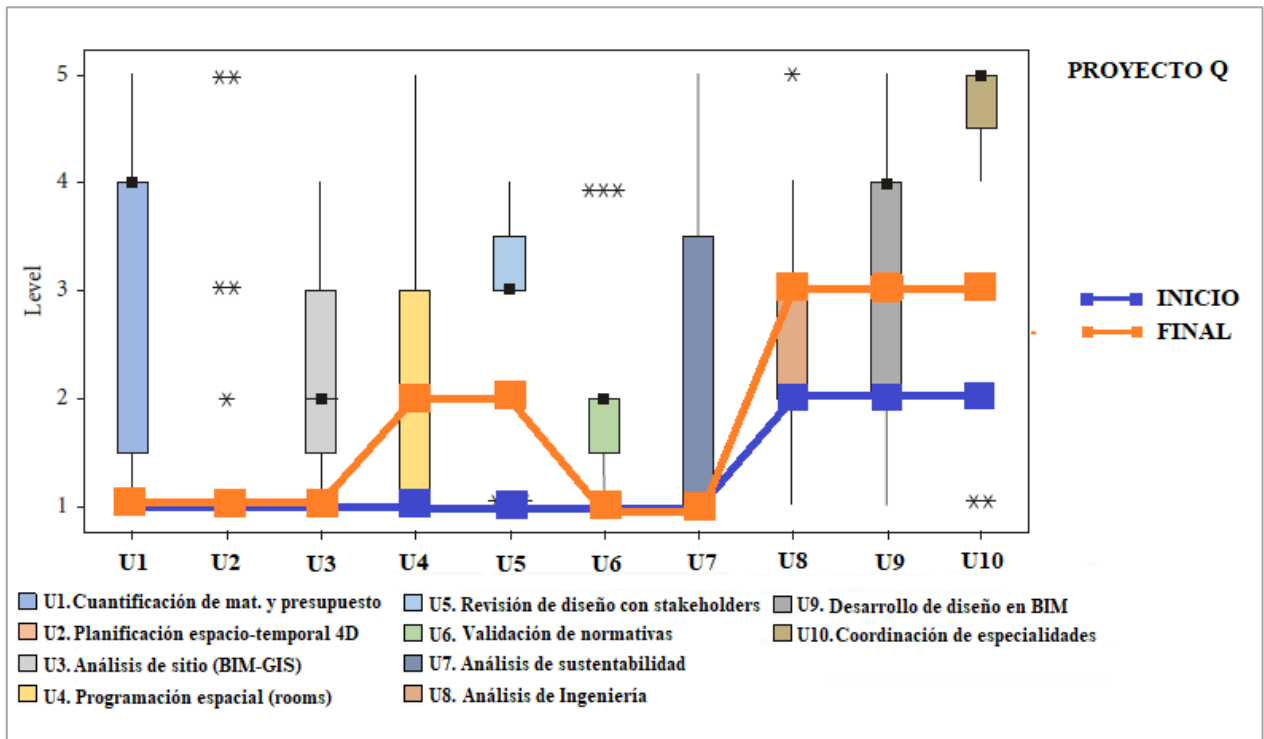 PROYECTO Q
5
4
3
2
1
Level
INICIO
FINAL
U1 U2 U3 U4 U5 U6 U7 U8 U9 U10
U1.Cuantificación de mat. y presupuesto
U2. Planificación espacio-temporal 4D
U3. Análisis de sitio (BIM-GIS)
U4. Programación espacial (rooms)
U5. Revisión de diseño con stakeholders
U6. Validación de normativas
U7. Análisis de sustentabilidad
U8. Análisis de Ingeniería
U9. Desarrollo de diseño en BIM
U10.Coordinación de especialidades